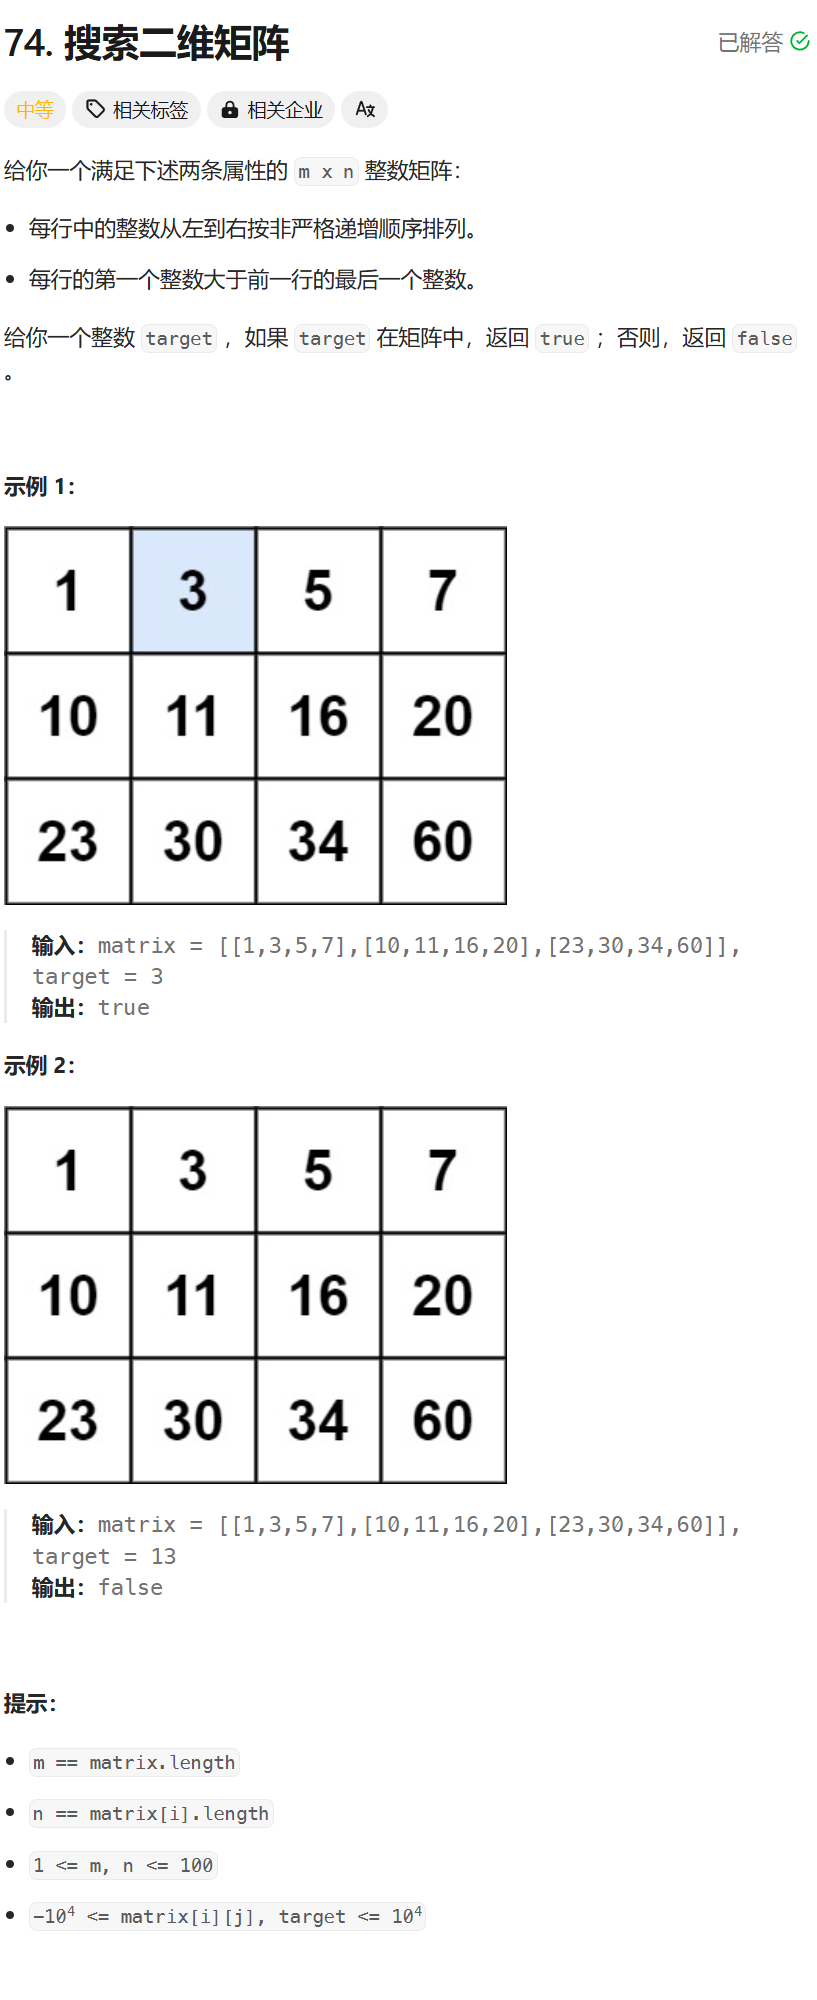 74. 搜索二维矩阵
已解答
中等
相关标签
相关企业
给你一个满足下述两条属性的 m x n 整数矩阵：
每行中的整数从左到右按非严格递增顺序排列。
每行的第一个整数大于前一行的最后一个整数。
给你一个整数 target ，如果 target 在矩阵中，返回 true ；否则，返回 false
。
示例 1：
1 3 5 7
10 11 16 20
23 30 34 60
输入：matrix = [[1,3,5,7],[10,11,16,20],[23,30,34,60]],
target = 3
输出：true
示例 2：
1 3 5 7
10 11 16 20
23 30 34 60
输入：matrix = [[1,3,5,7],[10,11,16,20],[23,30,34,60]],
target = 13
输出：false
提示：
m == matrix.length
n == matrix[i].length
1 <= m, n <= 100
-10⁴ <= matrix[i][j], target <= 10⁴